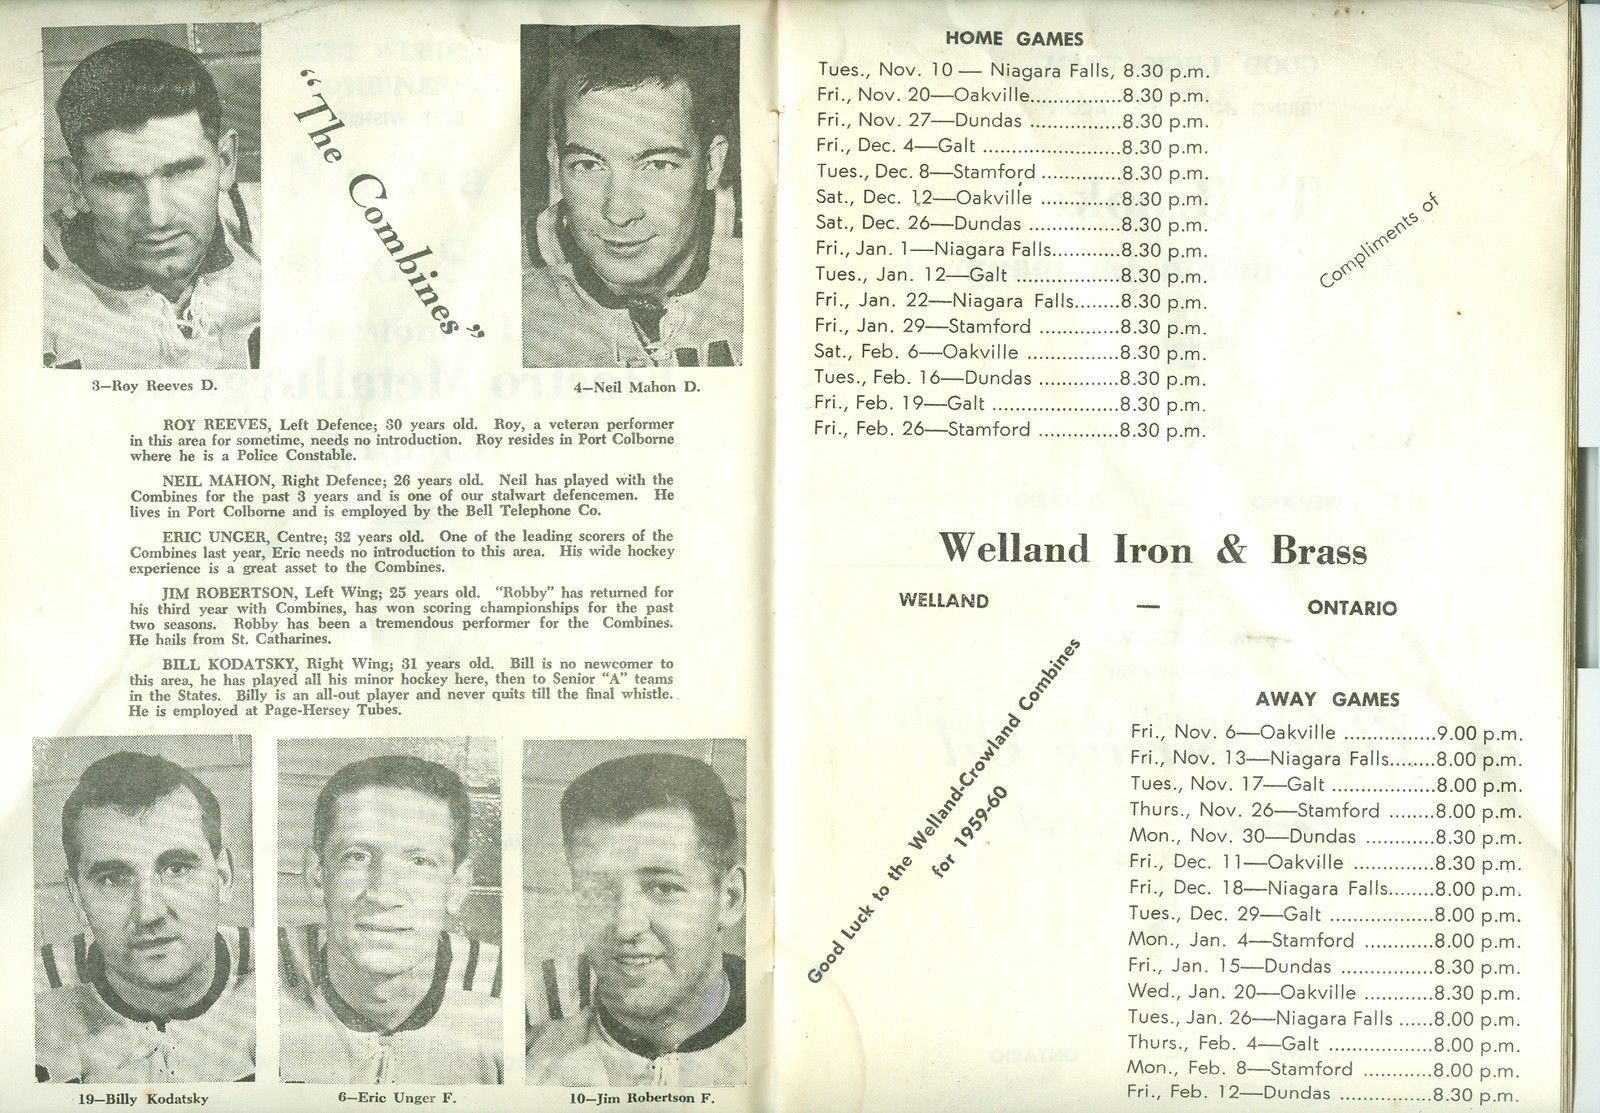 "The Combines"
3—Roy Reeves D.
4—Neil Mahon D.
ROY REEVES, Left Defence; 30 years old. Roy, a veteran performer
in this area for sometime, needs no introduction. Roy resides in Port Colborne
where he is a Police Constable.
NEIL MAHON, Right Defence; 26 years old. Neil has played with the
Combines for the past 3 years and is one of our stalwart defencemen. He
lives in Port Colborne and is employed by the Bell Telephone Co.
ERIC UNGER, Centre; 32 years old. One of the leading scorers of the
Combines last year, Eric needs no introduction to this area. His wide hockey
experience is a great asset to the Combines.
JIM ROBERTSON, Left Wing; 25 years old. "Robby" has returned for
his third year with Combines, has won scoring championships for the past
two seasons. Robby has been a tremendous performer for the Combines.
He hails from St. Catharines.
BILL KODATSKY, Right Wing; 31 years old. Bill is no newcomer to
this area, he has played all his minor hockey here, then to Senior "A" teams
in the States. Billy is an all-out player and never quits till the final whistle.
He is employed at Page-Hersey Tubes.
19—Billy Kodatsky
6—Eric Unger F.
10—Jim Robertson F.
HOME GAMES
Tues., Nov. 10 — Niagara Falls, 8.30 p.m.
Fri., Nov. 20—Oakville..............8.30 p.m.
Fri., Nov. 27—Dundas ..............8.30 p.m.
Fri., Dec. 4—Galt .....................8.30 p.m.
Tues., Dec. 8—Stamford ............8.30 p.m.
Sat., Dec. 12—Oakville ..............8.30 p.m.
Sat., Dec. 26—Dundas ..............8.30 p.m.
Fri., Jan. 1—Niagara Falls..........8.30 p.m.
Tues., Jan. 12—Galt ................8.30 p.m.
Fri., Jan. 22—Niagara Falls.......8.30 p.m.
Fri., Jan. 29—Stamford ............8.30 p.m.
Sat., Feb. 6—Oakville ..............8.30 p.m.
Tues., Feb. 16—Dundas ............8.30 p.m.
Fri., Feb. 19—Galt ...................8.30 p.m.
Fri., Feb. 26—Stamford ............8.30 p.m.
Compliments of
Welland Iron & Brass
WELLAND — ONTARIO
Good Luck to the Welland-Crowland Combines
for 1959-60
AWAY GAMES
Fri., Nov. 6—Oakville ..............9.00 p.m.
Fri., Nov. 13—Niagara Falls.......8.00 p.m.
Tues., Nov. 17—Galt ................8.00 p.m.
Thurs., Nov. 26—Stamford ........8.00 p.m.
Mon., Nov. 30—Dundas ............8.30 p.m.
Fri., Dec. 11—Oakville ............8.30 p.m.
Fri., Dec. 18—Niagara Falls.......8.00 p.m.
Tues., Dec. 29—Galt ................8.00 p.m.
Mon., Jan. 4—Stamford ...........8.00 p.m.
Fri., Jan. 15—Dundas ..............8.30 p.m.
Wed., Jan. 20—Oakville ...........8.30 p.m.
Tues., Jan. 26—Niagara Falls ......8.00 p.m.
Thurs., Feb. 4—Galt ................8.00 p.m.
Mon., Feb. 8—Stamford ...........8.00 p.m.
Fri., Feb. 12—Dundas ..............8.30 p.m.